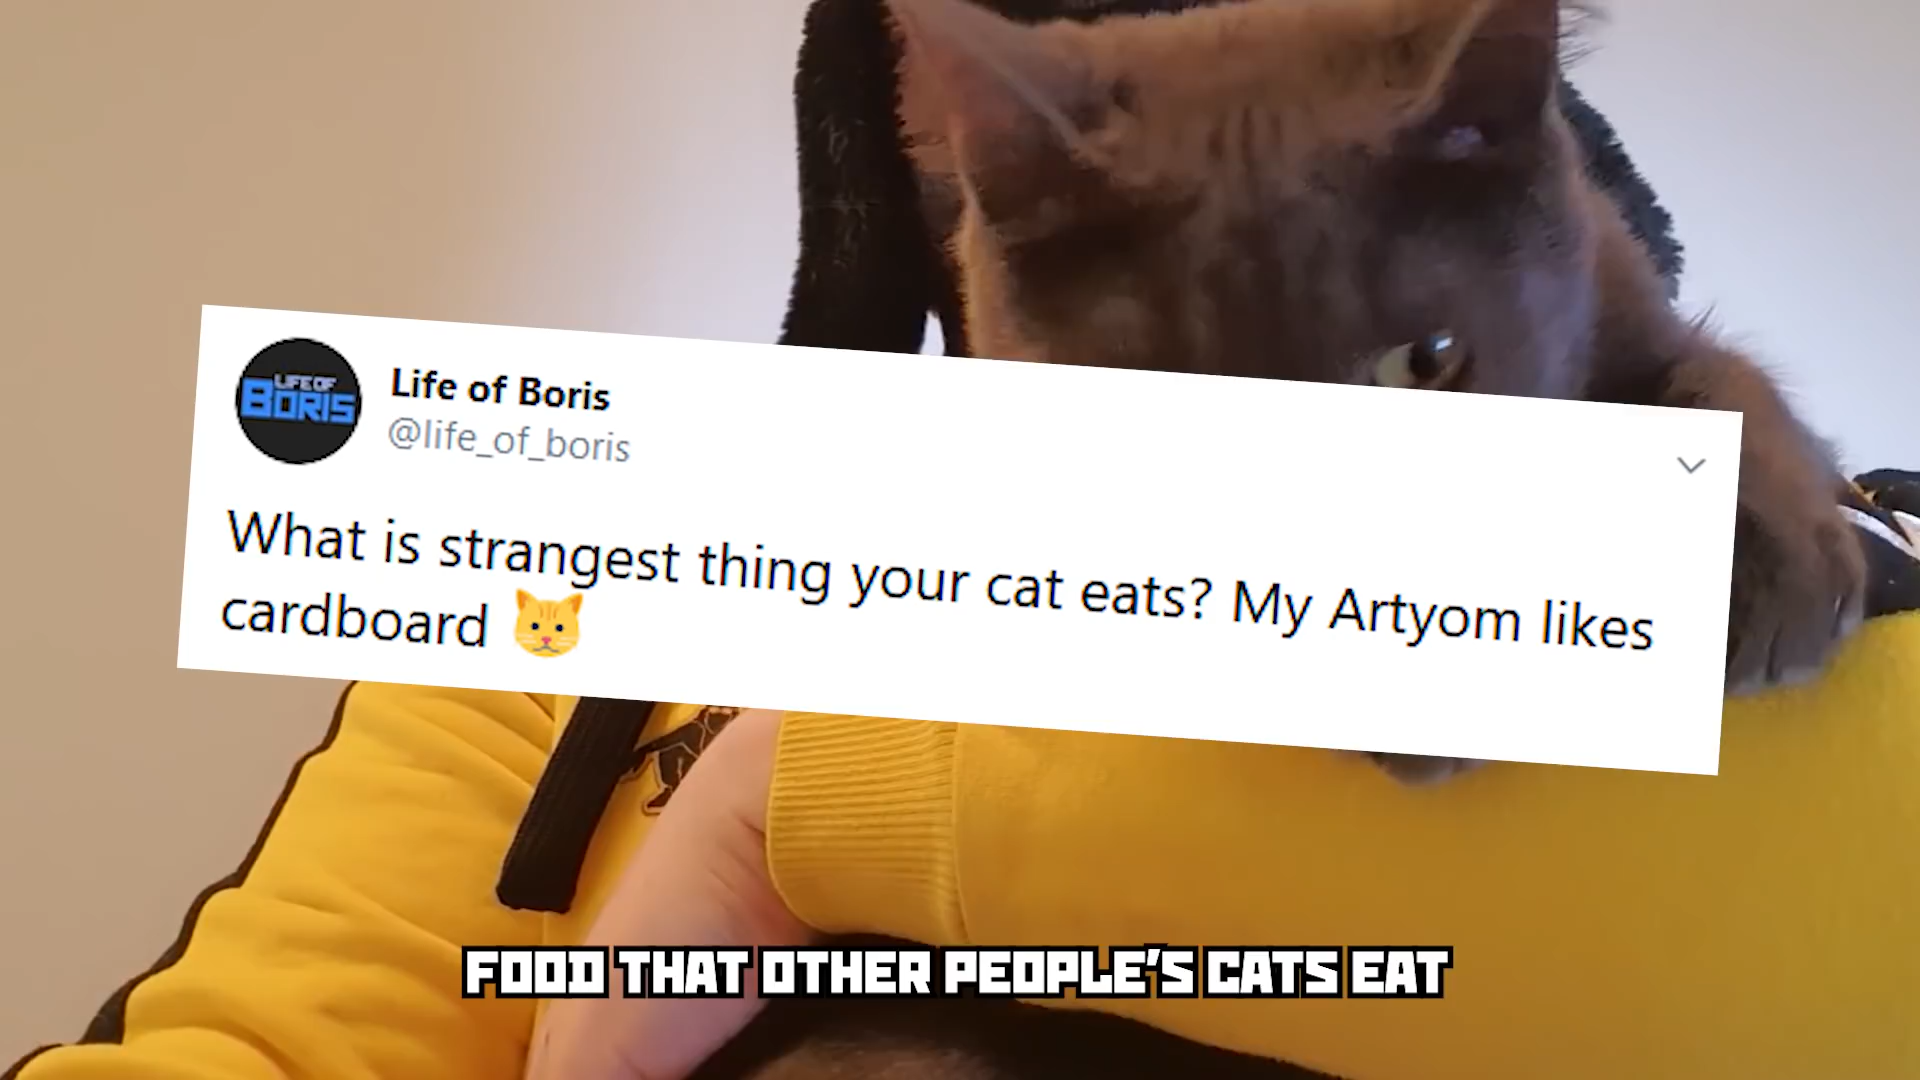 LIFE OF
BORIS
Life of Boris
@life_of_boris
What is strangest thing your cat eats? My Artyom likes
cardboard 🐱
FOOD THAT OTHER PEOPLE'S CATS EAT